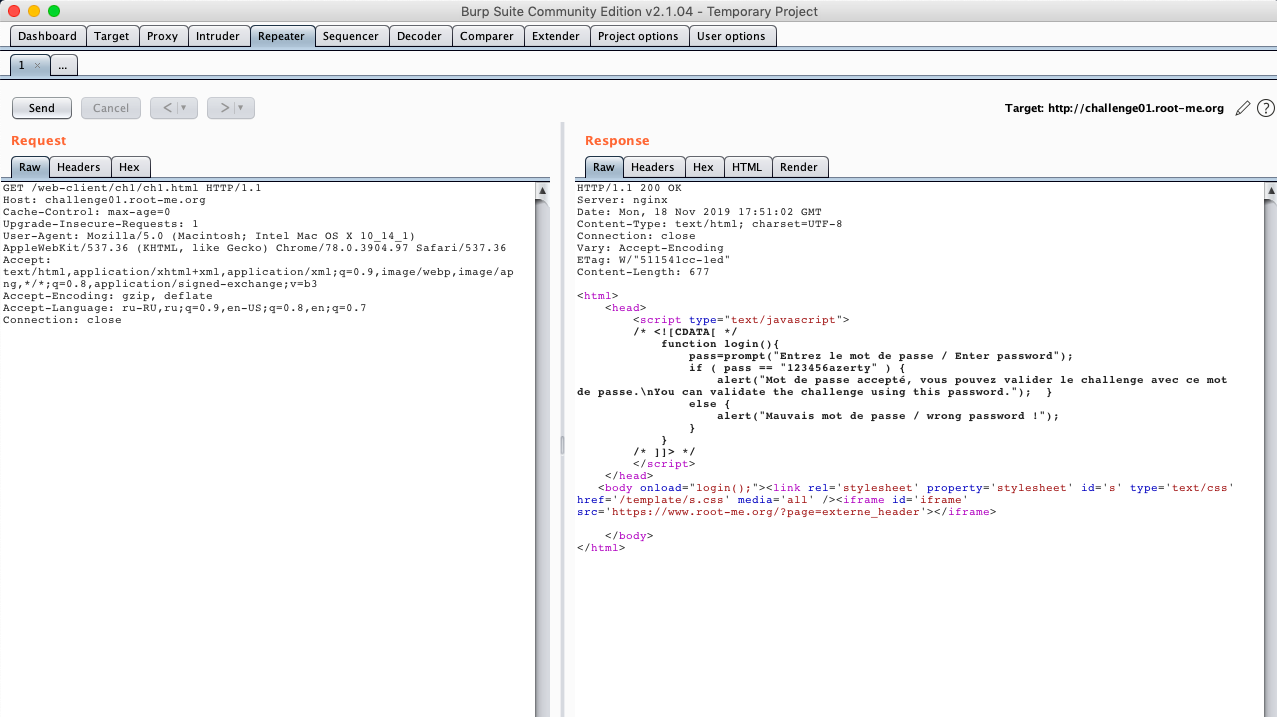 Burp Suite Community Edition v2.1.04 - Temporary Project
Dashboard Target Proxy Intruder Repeater Sequencer Decoder Comparer Extender Project options User options
1 × ...
Send Cancel < ▼ > ▼ Target: http://challenge01.root-me.org ?
Request
Raw Headers Hex
GET /web-client/ch1/ch1.html HTTP/1.1
Host: challenge01.root-me.org
Cache-Control: max-age=0
Upgrade-Insecure-Requests: 1
User-Agent: Mozilla/5.0 (Macintosh; Intel Mac OS X 10_14_1)
AppleWebKit/537.36 (KHTML, like Gecko) Chrome/78.0.3904.97 Safari/537.36
Accept:
text/html,application/xhtml+xml,application/xml;q=0.9,image/webp,image/ap
ng,*/*;q=0.8,application/signed-exchange;v=b3
Accept-Encoding: gzip, deflate
Accept-Language: ru-RU,ru;q=0.9,en-US;q=0.8,en;q=0.7
Connection: close
Response
Raw Headers Hex HTML Render
HTTP/1.1 200 OK
Server: nginx
Date: Mon, 18 Nov 2019 17:51:02 GMT
Content-Type: text/html; charset=UTF-8
Connection: close
Vary: Accept-Encoding
ETag: W/"511541cc-1ed"
Content-Length: 677
<html>
<head>
<script type="text/javascript">
/* <![CDATA[ */
function login(){
pass=prompt("Entrez le mot de passe / Enter password");
if ( pass == "123456azerty" ) {
alert("Mot de passe accepté, vous pouvez valider le challenge avec ce mot
de passe.\nYou can validate the challenge using this password."); }
else {
alert("Mauvais mot de passe / wrong password !");
}
}
/* ]]> */
</script>
</head>
<body onload="login();"><link rel='stylesheet' property='stylesheet' id='s' type='text/css'
href='/template/s.css' media='all' /><iframe id='iframe'
src='https://www.root-me.org/?page=externe_header'></iframe>
</body>
</html>